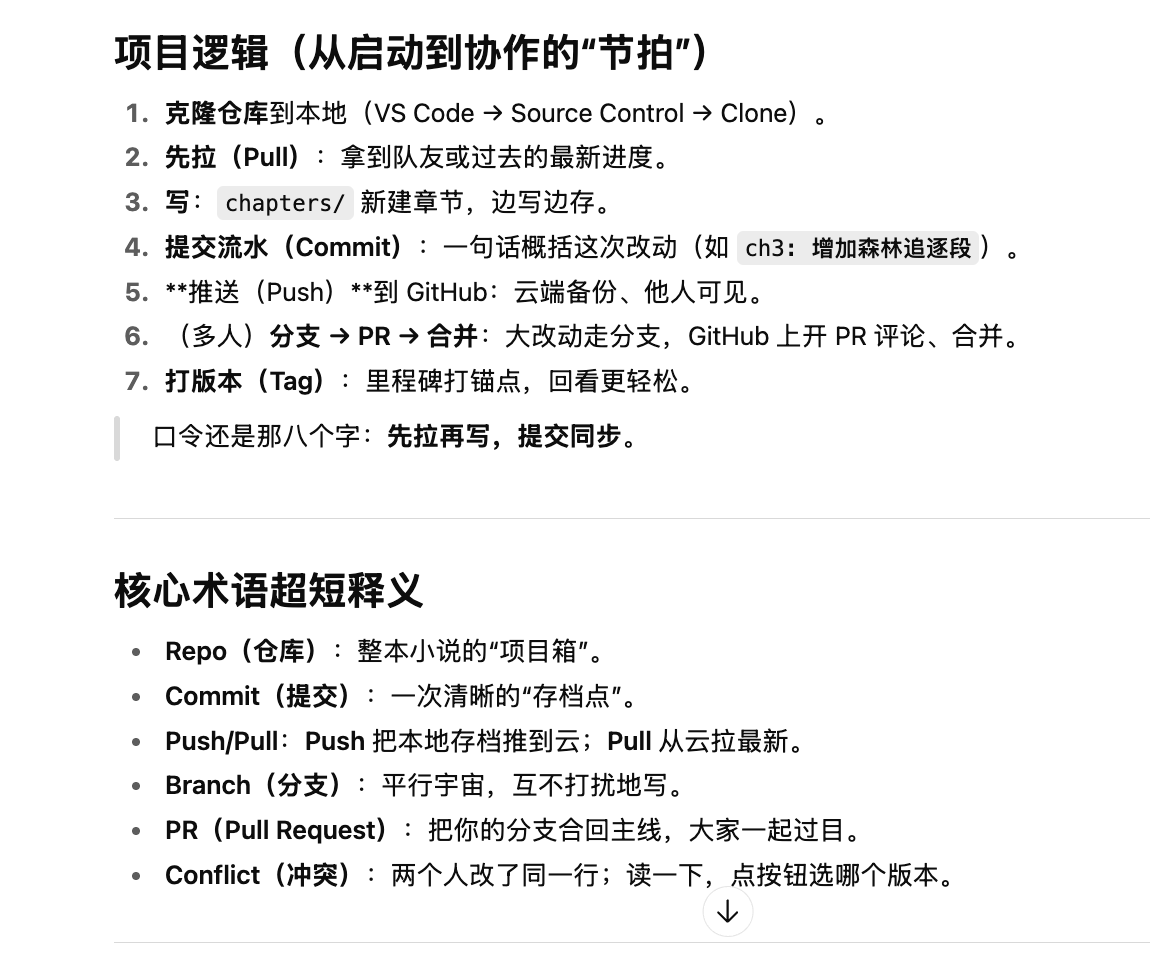 项目逻辑（从启动到协作的“节拍”）
1. 克隆仓库到本地（VS Code → Source Control → Clone）。
2. 先拉（Pull）：拿到队友或过去的最新进度。
3. 写：chapters/ 新建章节，边写边存。
4. 提交流水（Commit）：一句话概括这次改动（如 ch3: 增加森林追逐段）。
5. **推送（Push）**到 GitHub：云端备份、他人可见。
6. （多人）分支 → PR → 合并：大改动走分支，GitHub 上开 PR 评论、合并。
7. 打版本（Tag）：里程碑打锚点，回看更轻松。
口令还是那八个字：先拉再写，提交同步。
核心术语超短释义
• Repo（仓库）：整本小说的“项目箱”。
• Commit（提交）：一次清晰的“存档点”。
• Push/Pull：Push 把本地存档推到云；Pull 从云拉最新。
• Branch（分支）：平行宇宙，互不打扰地写。
• PR（Pull Request）：把你的分支合回主线，大家一起过目。
• Conflict（冲突）：两个人改了同一行；读一下，点按钮选哪个版本。